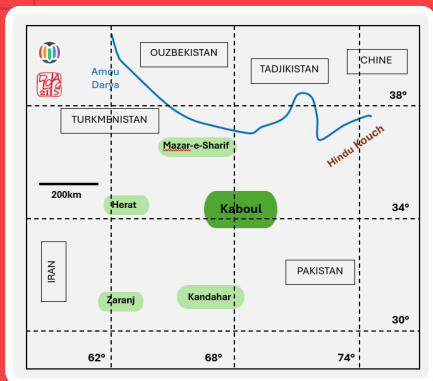 OUZBEKISTAN
CHINE
TADJIKISTAN
Amou
Darya
38°
TURKMENISTAN
Mazar-e-Sharif
Hindu Kouch
200km
Herat
Kaboul
34°
IRAN
PAKISTAN
Zaranj
Kandahar
30°
62°
68°
74°